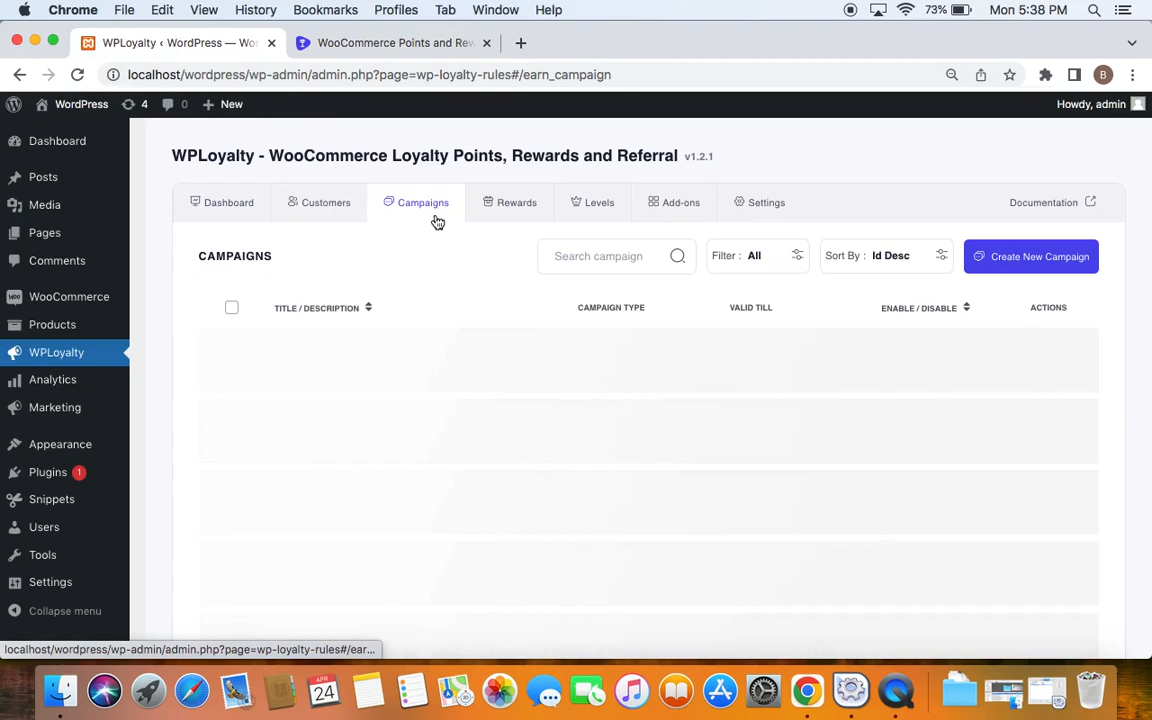 Chrome File Edit View History Bookmarks Profiles Tab Window Help 73% Mon 5:38 PM
WPLoyalty ‹ WordPress — Wor WooCommerce Points and Rew
localhost/wordpress/wp-admin/admin.php?page=wp-loyalty-rules#/earn_campaign B
WordPress 4 0 New Howdy, admin
Dashboard
Posts
Media
Pages
Comments
WooCommerce
Products
WPLoyalty
Analytics
Marketing
Appearance
Plugins 1
Snippets
Users
Tools
Settings
Collapse menu
WPLoyalty - WooCommerce Loyalty Points, Rewards and Referral v1.2.1
Dashboard Customers Campaigns Rewards Levels Add-ons Settings Documentation
CAMPAIGNS Search campaign Filter : All Sort By : Id Desc Create New Campaign
TITLE / DESCRIPTION CAMPAIGN TYPE VALID TILL ENABLE / DISABLE ACTIONS
localhost/wordpress/wp-admin/admin.php?page=wp-loyalty-rules#/ear...
APR
24